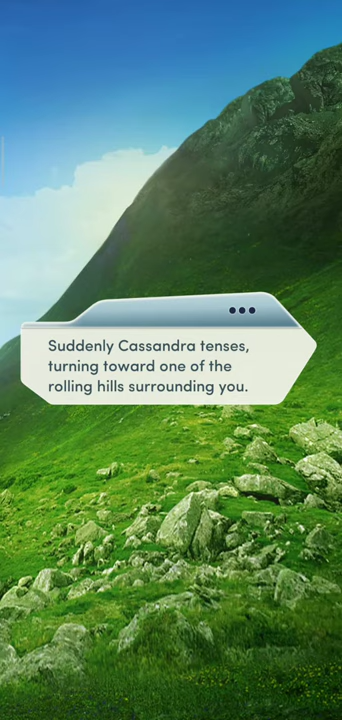 Suddenly Cassandra tenses,
turning toward one of the
rolling hills surrounding you.